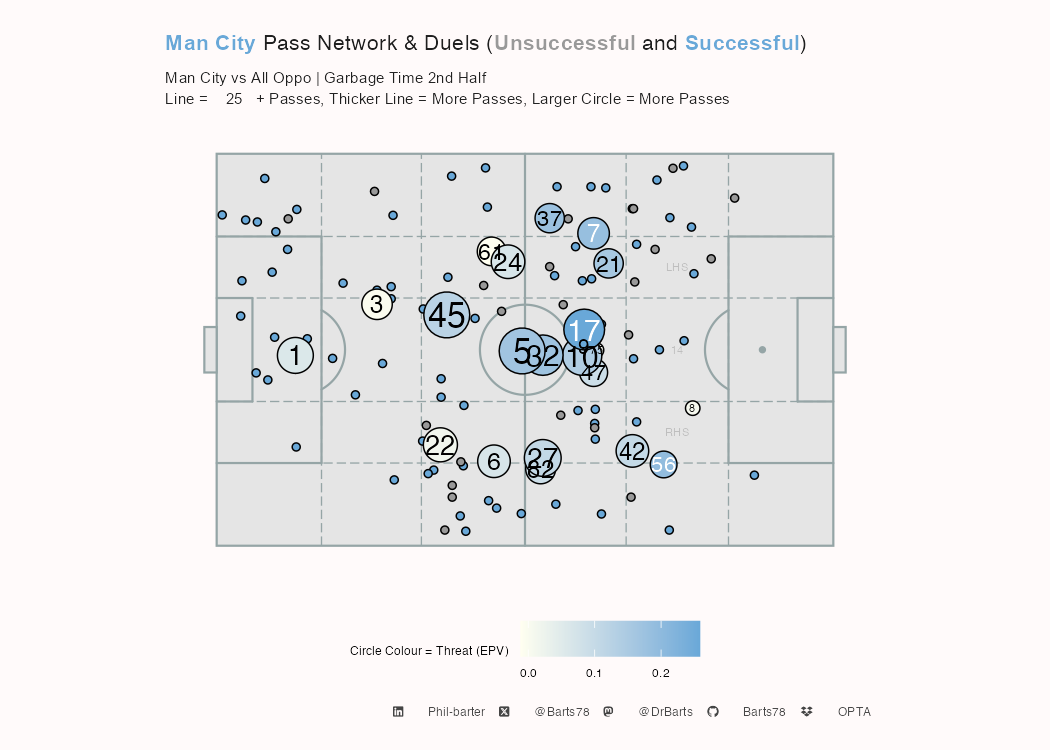 Man City Pass Network & Duels (Unsuccessful and Successful)
Man City vs All Oppo | Garbage Time 2nd Half
Line = 25 + Passes, Thicker Line = More Passes, Larger Circle = More Passes
37
7
61
24
21
LHS
3
45
17
1
5
32
10
9
14
47
8
RHS
22
6
27
82
42
56
Circle Colour = Threat (EPV)
0.0 0.1 0.2
Phil-barter @Barts78 @DrBarts Barts78 OPTA